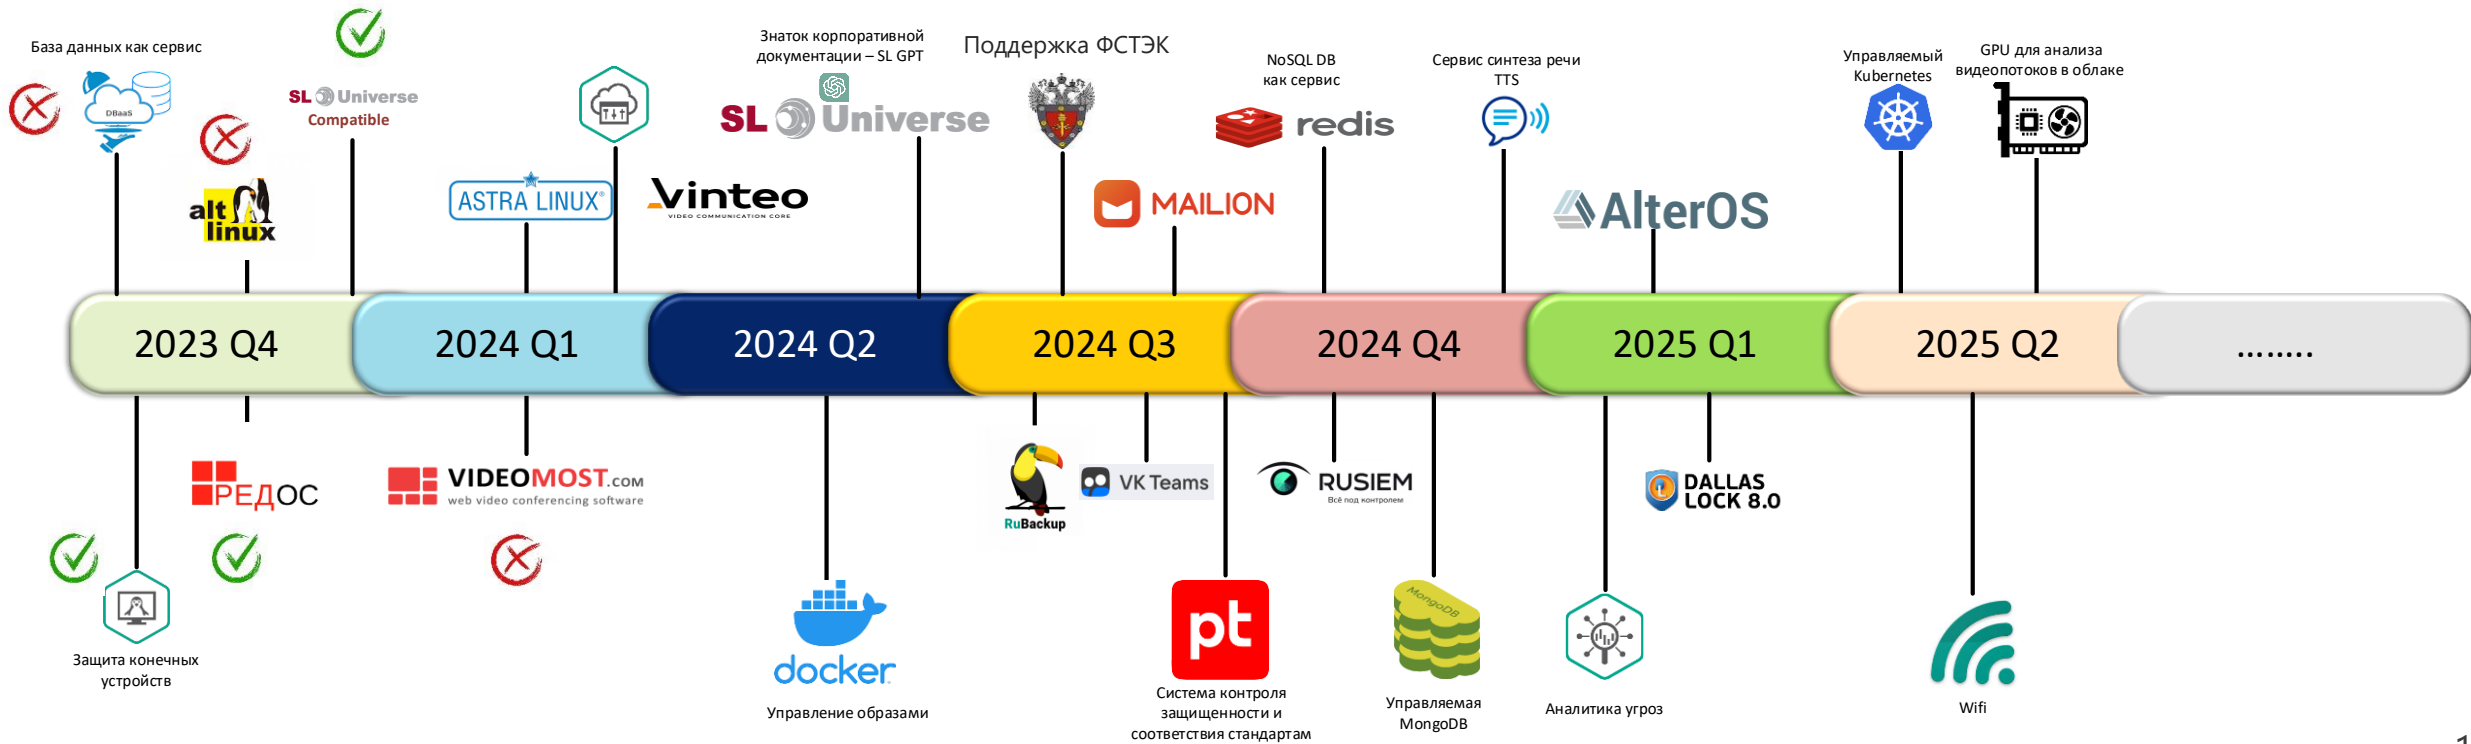 База данных как сервис
DBaaS
SL Universe
Compatible
alt
linux
ASTRA LINUX®
Vinteo
VIDEO COMMUNICATION CORE
Знаток корпоративной
документации – SL GPT
SL Universe
Поддержка ФСТЭК
MAILION
NoSQL DB
как сервис
redis
Сервис синтеза речи
TTS
AlterOS
Управляемый
Kubernetes
GPU для анализа
видеопотоков в облаке
2023 Q4
2024 Q1
2024 Q2
2024 Q3
2024 Q4
2025 Q1
2025 Q2
........
РЕДОС
Защита конечных
устройств
VIDEOMOST.COM
web video conferencing software
docker
Управление образами
RuBackup
VK Teams
pt
Система контроля
защищенности и
соответствия стандартам
RUSIEM
Всё под контролем
MongoDB
Управляемая
MongoDB
Аналитика угроз
DALLAS
LOCK 8.0
Wifi